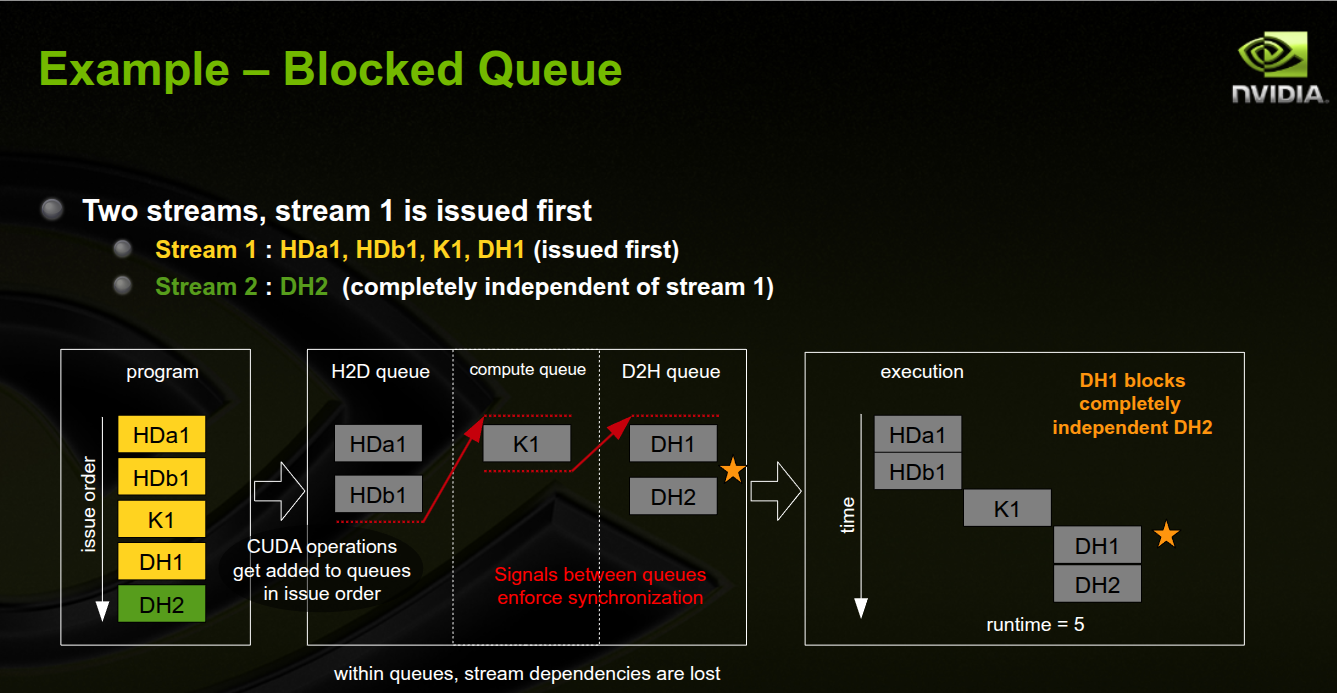 Example – Blocked Queue
NVIDIA.
Two streams, stream 1 is issued first
Stream 1 : HDa1, HDb1, K1, DH1 (issued first)
Stream 2 : DH2 (completely independent of stream 1)
program
issue order
HDa1
HDb1
K1
DH1
DH2
CUDA operations
get added to queues
in issue order
H2D queue
HDa1
HDb1
compute queue
K1
D2H queue
DH1
DH2
Signals between queues
enforce synchronization
within queues, stream dependencies are lost
execution
time
HDa1
HDb1
K1
DH1
DH2
DH1 blocks
completely
independent DH2
runtime = 5